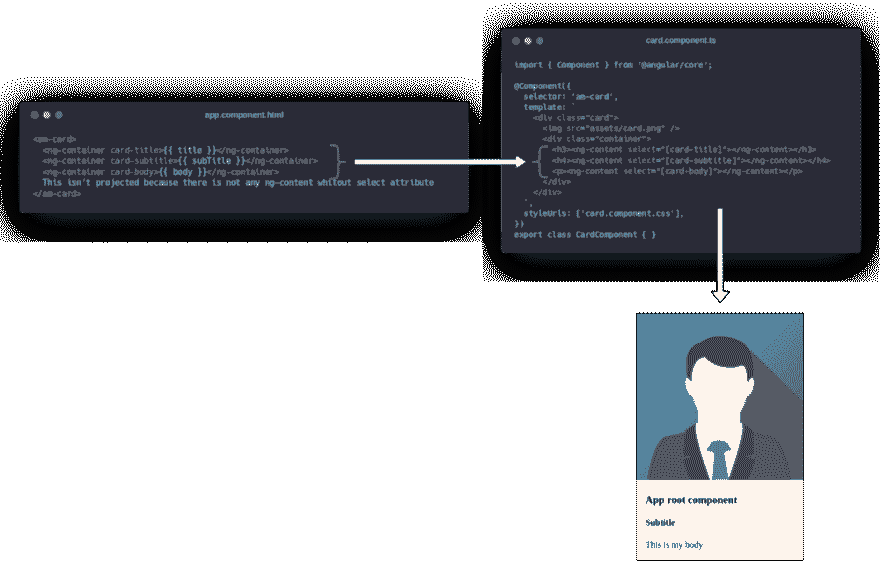 app.component.html
<am-card>
<ng-container card-title>{{ title }}</ng-container>
<ng-container card-subtitle>{{ subTitle }}</ng-container>
<ng-container card-body>{{ body }}</ng-container>
This isn't projected because there is not any ng-content whitout select attribute
</am-card>
card.component.ts
import { Component } from '@angular/core';
@Component({
selector: 'am-card',
template: `
<div class="card">
<img src="assets/card.png" />
<div class="container">
<h3><ng-content select="[card-title]"></ng-content></h3>
<h4><ng-content select="[card-subtitle]"></ng-content></h4>
<p><ng-content select="[card-body]"></ng-content></p>
</div>
</div>
`,
styleUrls: ['card.component.css'],
})
export class CardComponent { }
App root component
Subtitle
This is my body